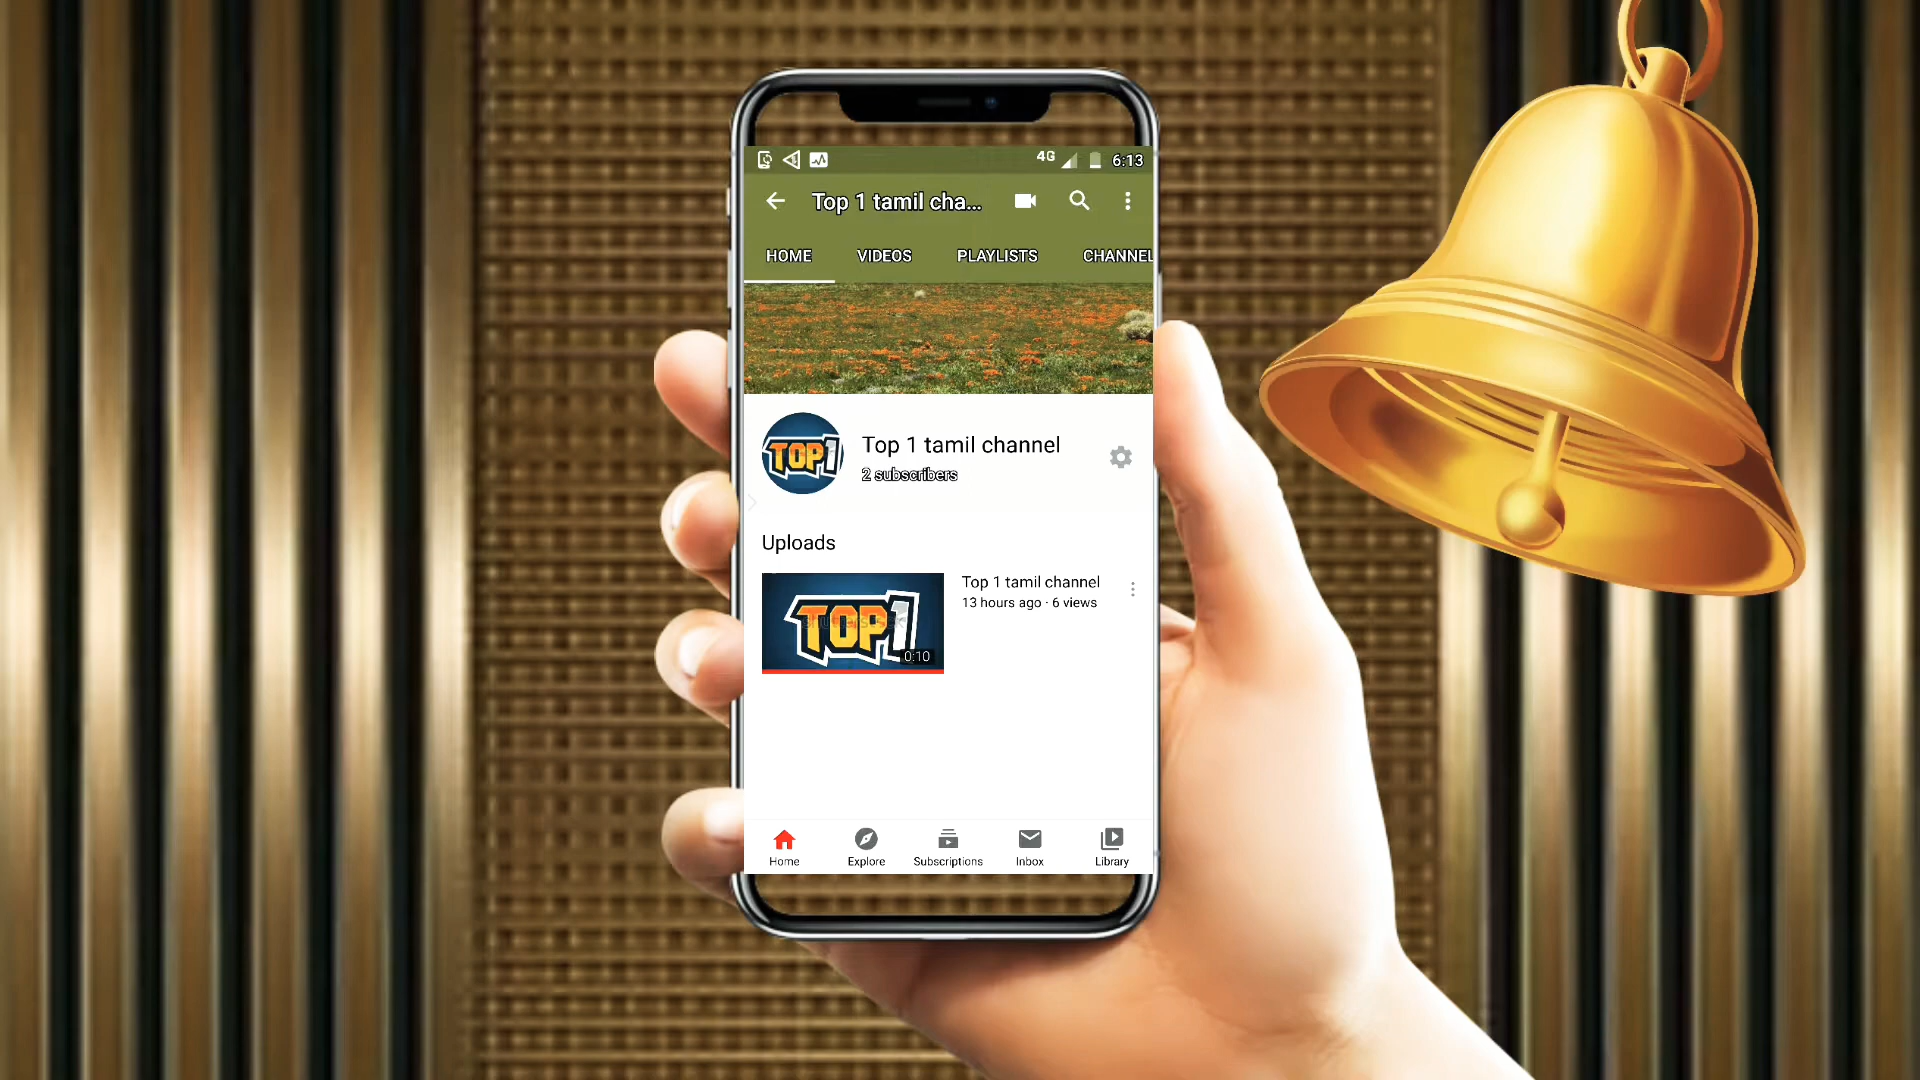 4G 6:13
Top 1 tamil cha...
HOME VIDEOS PLAYLISTS CHANNEL
TOP1
Top 1 tamil channel
2 subscribers
Uploads
TOP1
0:10
Top 1 tamil channel
13 hours ago · 6 views
Home Explore Subscriptions Inbox Library